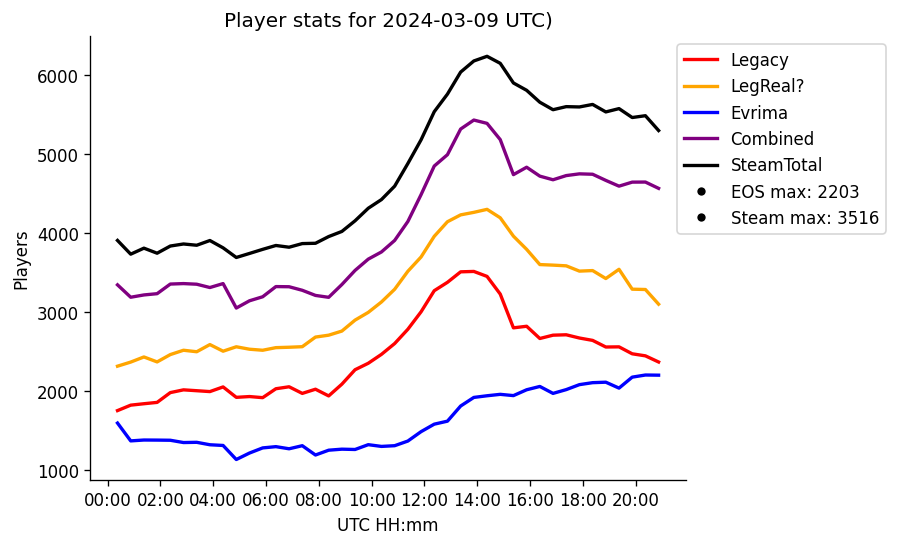 Player stats for 2024-03-09 UTC)
Players
6000
5000
4000
3000
2000
1000
00:00 02:00 04:00 06:00 08:00 10:00 12:00 14:00 16:00 18:00 20:00
UTC HH:mm
Legacy
LegReal?
Evrima
Combined
SteamTotal
EOS max: 2203
Steam max: 3516